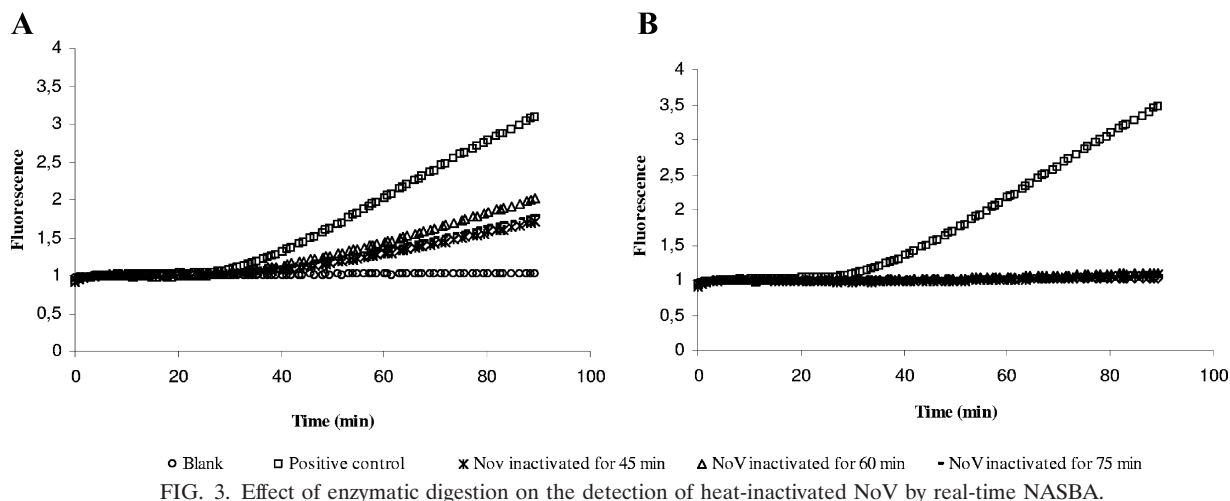 A
B
4
3,5
3
2,5
2
1,5
1
0,5
0
Fluorescence
0 20 40 60 80 100
Time (min)
4
3,5
3
2,5
2
1,5
1
0,5
0
Fluorescence
0 20 40 60 80 100
Time (min)
Blank Positive control Nov inactivated for 45 min NoV inactivated for 60 min NoV inactivated for 75 min
FIG. 3. Effect of enzymatic digestion on the detection of heat-inactivated NoV by real-time NASBA.